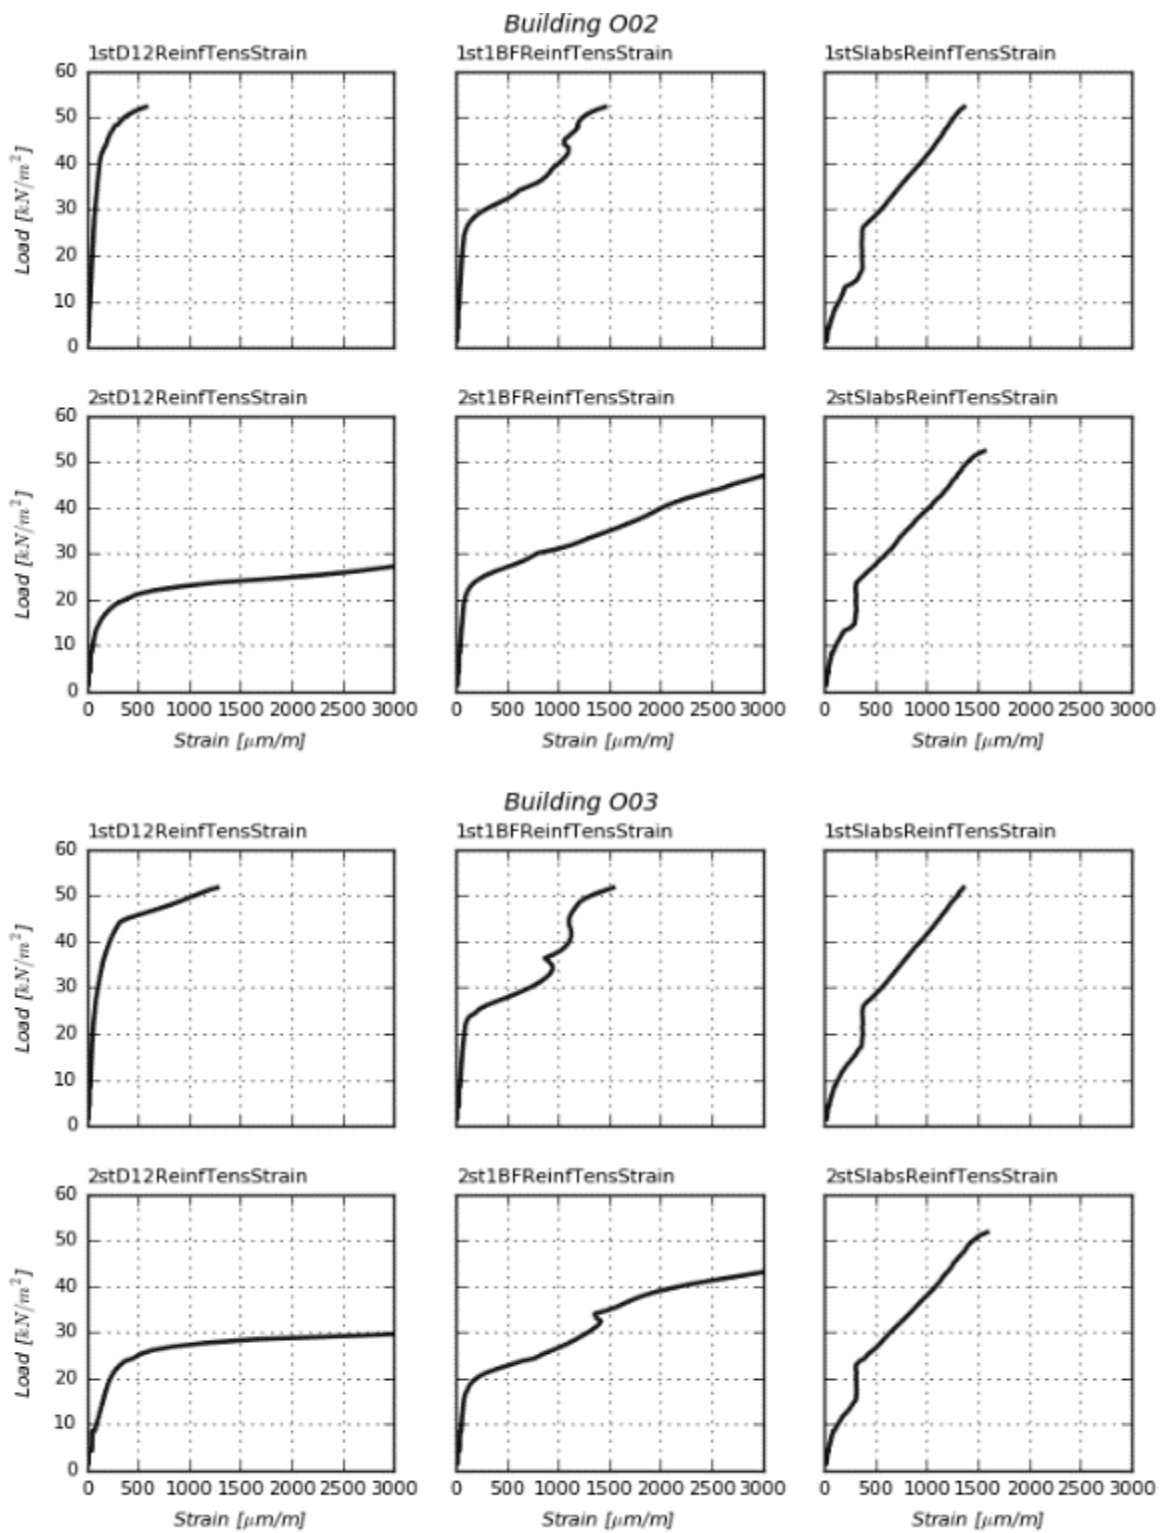 Building O02
1stD12ReinfTensStrain 1st1BFReinfTensStrain 1stSlabsReinfTensStrain
60
50
40
30
20
10
0
Load [kN/m²]
2stD12ReinfTensStrain 2st1BFReinfTensStrain 2stSlabsReinfTensStrain
60
50
40
30
20
10
0
Load [kN/m²]
0 500 1000 1500 2000 2500 3000 0 500 1000 1500 2000 2500 3000 0 500 1000 1500 2000 2500 3000
Strain [μm/m] Strain [μm/m] Strain [μm/m]
Building O03
1stD12ReinfTensStrain 1st1BFReinfTensStrain 1stSlabsReinfTensStrain
60
50
40
30
20
10
0
Load [kN/m²]
2stD12ReinfTensStrain 2st1BFReinfTensStrain 2stSlabsReinfTensStrain
60
50
40
30
20
10
0
Load [kN/m²]
0 500 1000 1500 2000 2500 3000 0 500 1000 1500 2000 2500 3000 0 500 1000 1500 2000 2500 3000
Strain [μm/m] Strain [μm/m] Strain [μm/m]